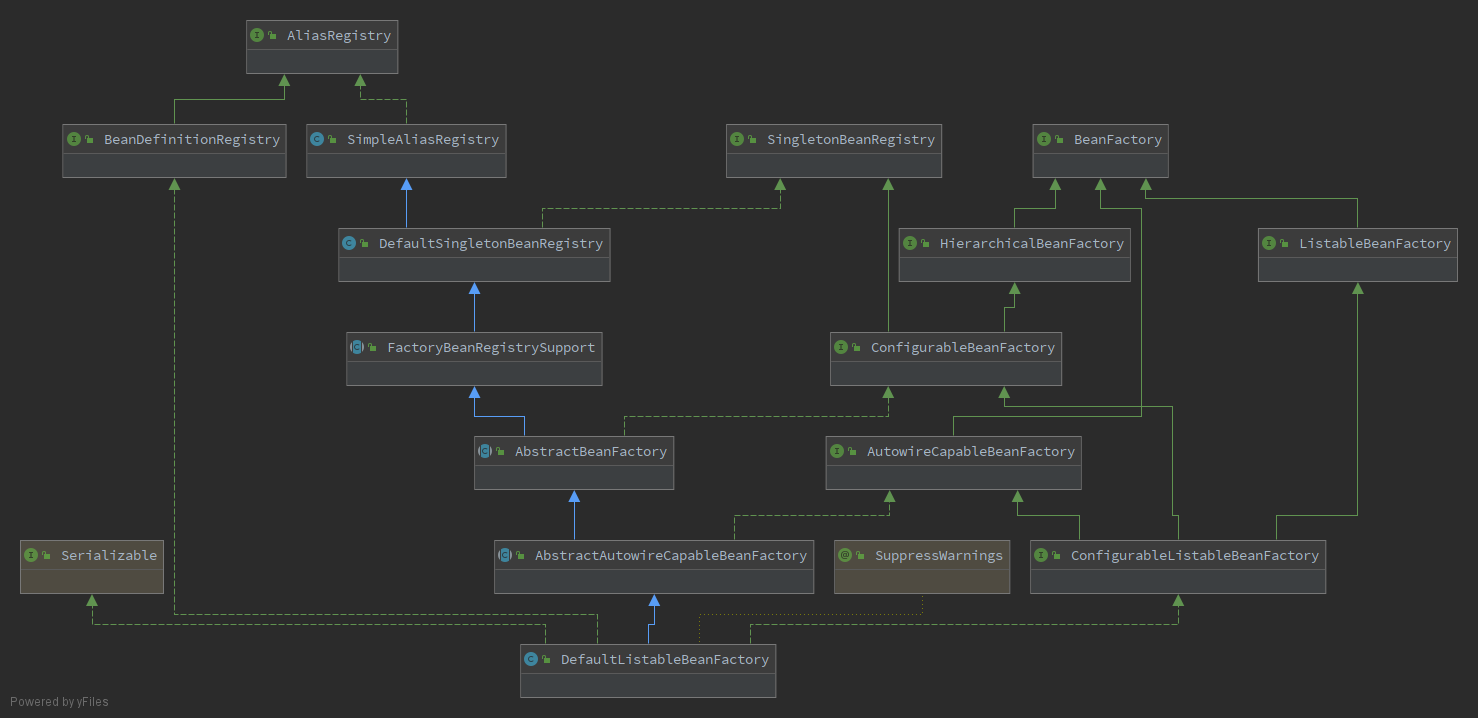 AliasRegistry
BeanDefinitionRegistry
SimpleAliasRegistry
SingletonBeanRegistry
BeanFactory
DefaultSingletonBeanRegistry
HierarchicalBeanFactory
ListableBeanFactory
FactoryBeanRegistrySupport
ConfigurableBeanFactory
AbstractBeanFactory
AutowireCapableBeanFactory
Serializable
AbstractAutowireCapableBeanFactory
SuppressWarnings
ConfigurableListableBeanFactory
DefaultListableBeanFactory
Powered by yFiles